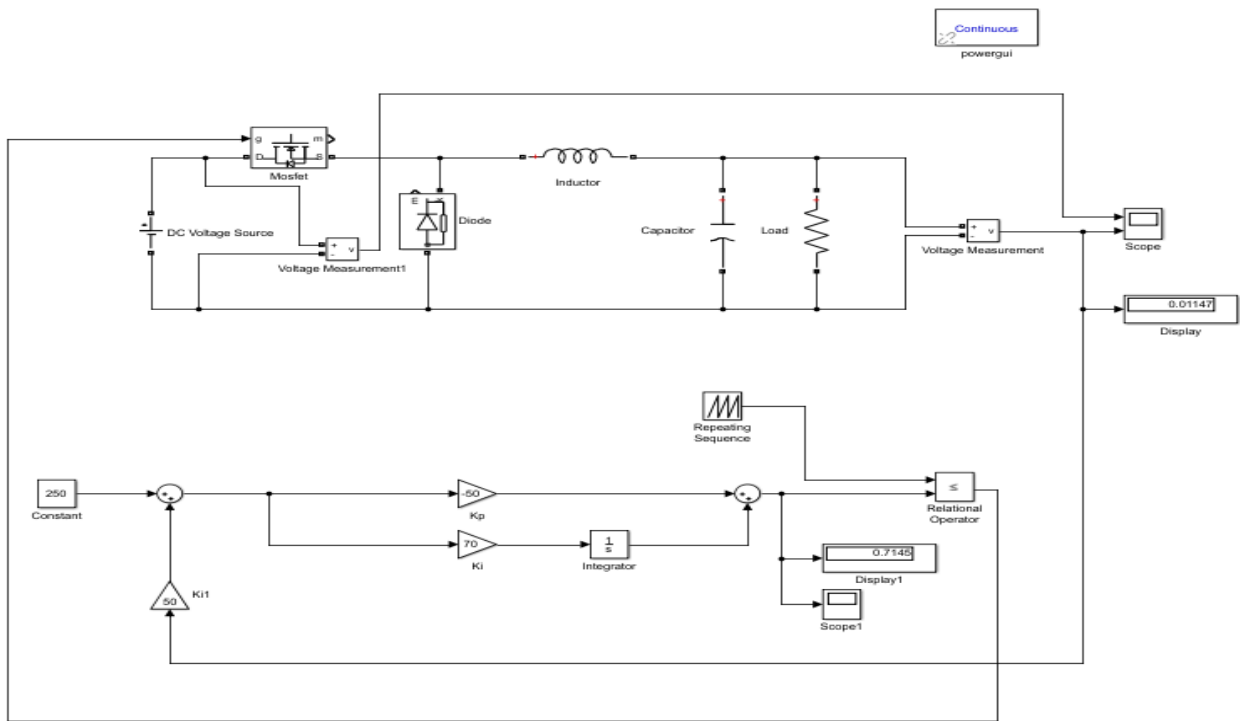 Continuous
powergui
g
m
D
S
Mosfet
Inductor
m
k
Diode
DC Voltage Source
+
-
v
Voltage Measurement1
Capacitor
Load
+
-
v
Voltage Measurement
Scope
0.01147
Display
Repeating
Sequence
250
Constant
+
+
-50
Kp
+
+
≤
Relational
Operator
70
Ki
1
s
Integrator
0.7145
Display1
50
Ki1
Scope1